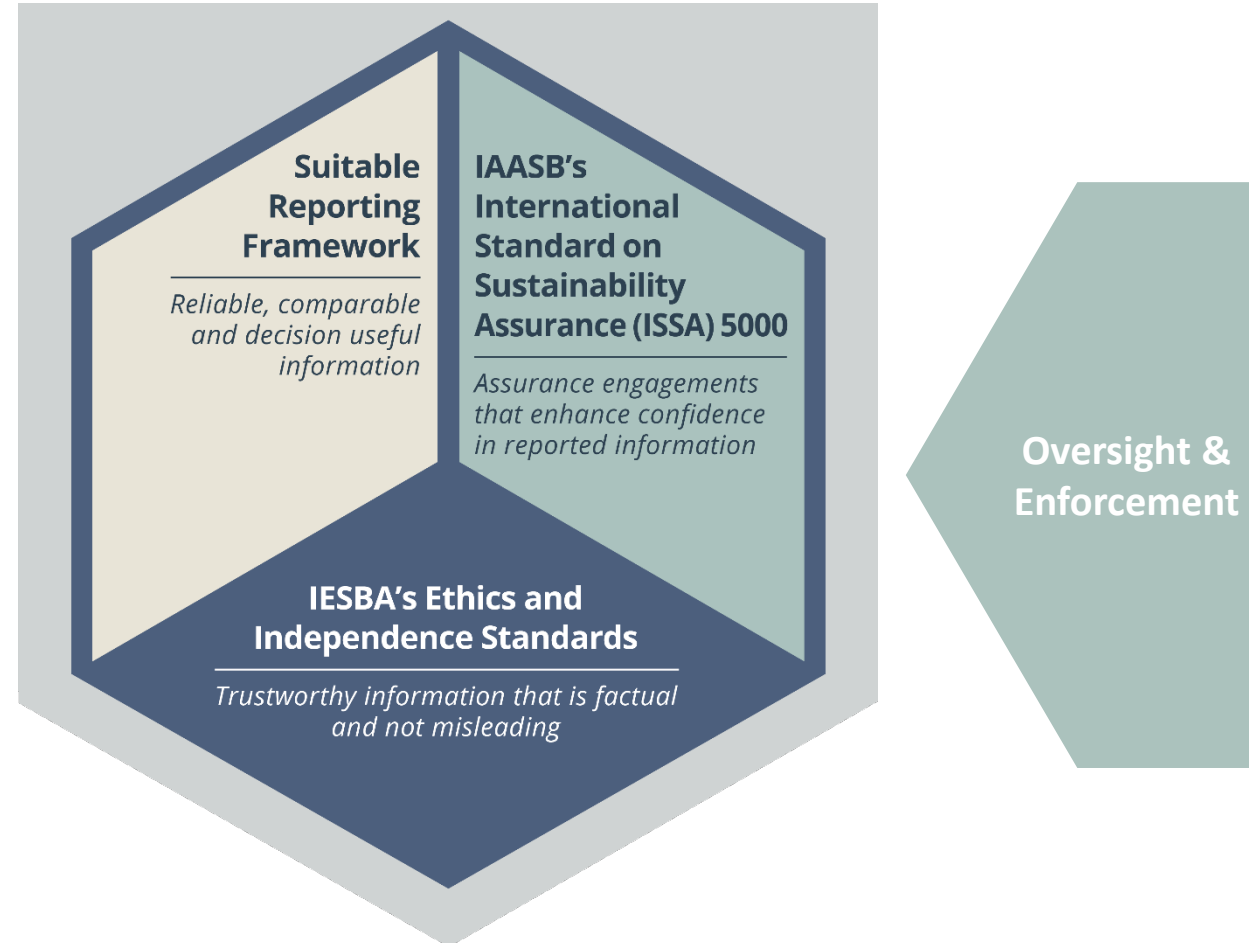 Suitable
Reporting
Framework
Reliable, comparable
and decision useful
information
IAASB’s
International
Standard on
Sustainability
Assurance (ISSA) 5000
Assurance engagements
that enhance confidence
in reported information
IESBA’s Ethics and
Independence Standards
Trustworthy information that is factual
and not misleading
Oversight &
Enforcement